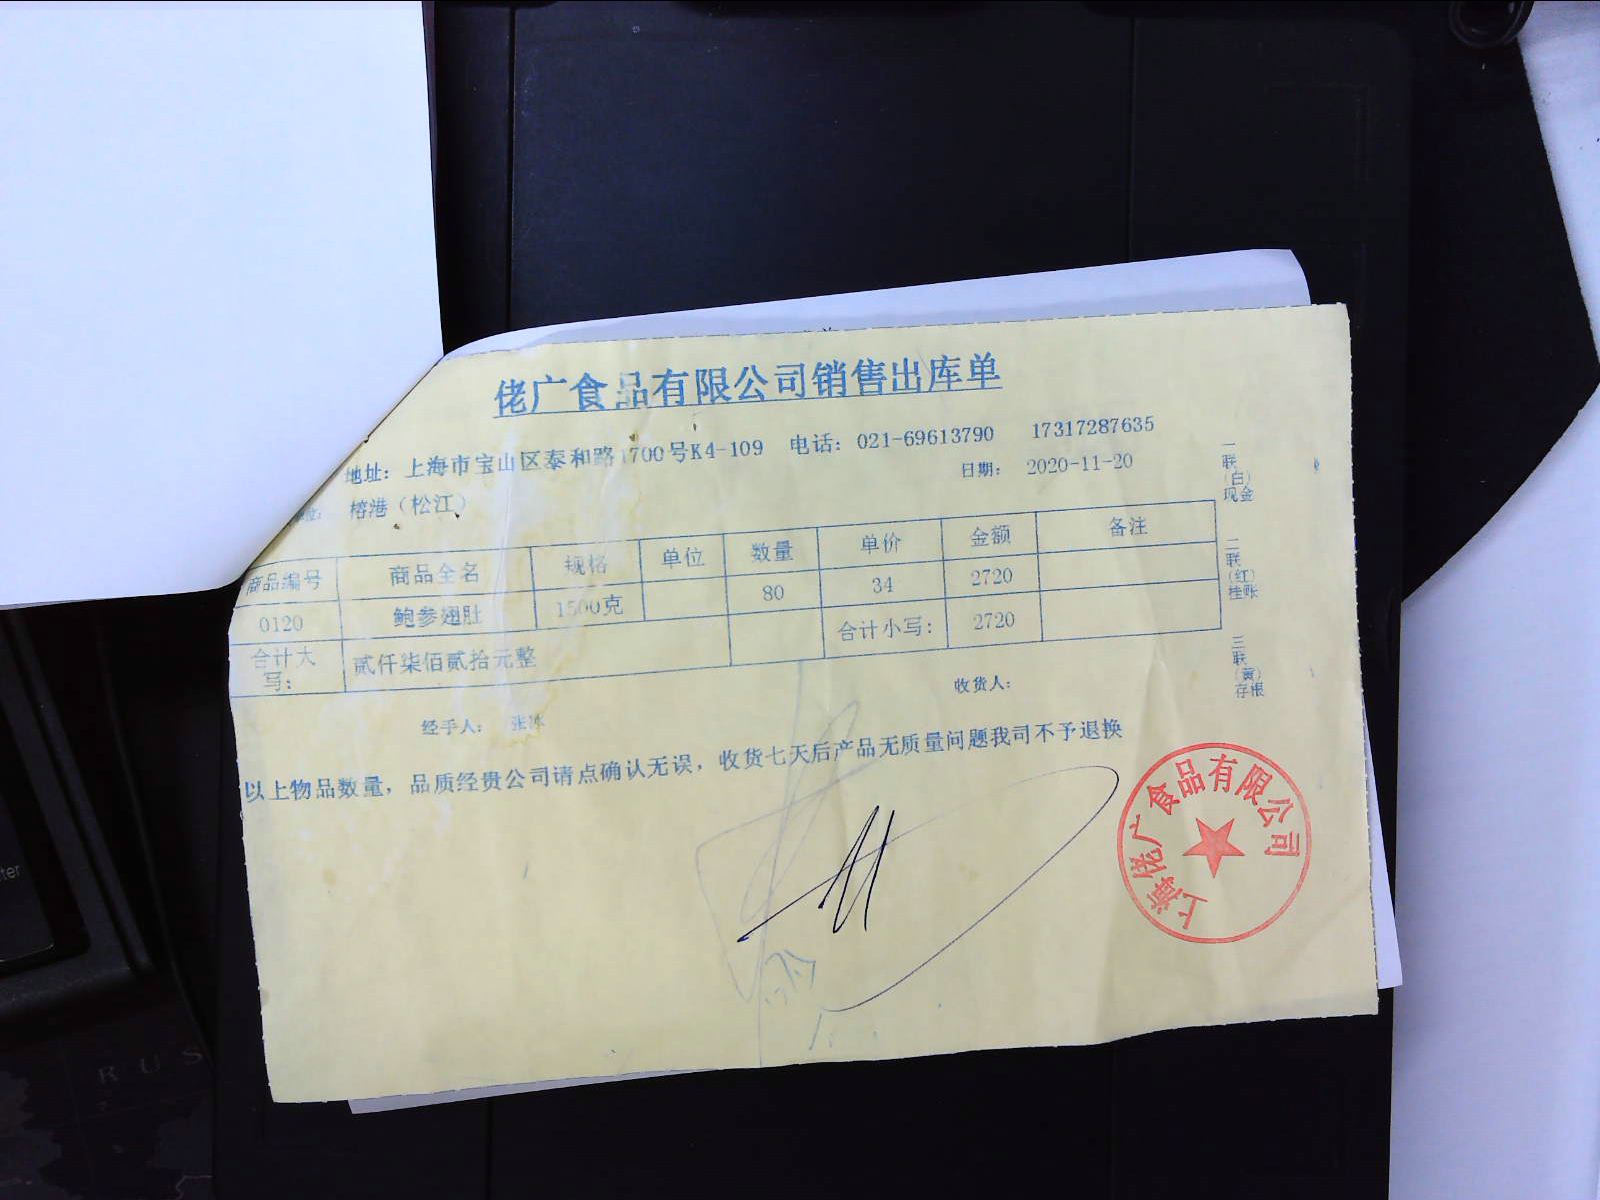 佬广食品有限公司销售出库单
地址: 上海市宝山区泰和路1700号K4-109 电话: 021-69613790 17317287635
日期: 2020-11-20
榕港（松江）
商品编号 商品全名 规格 单位 数量 单价 金额 备注
0120 鲍参翅肚 1500克 80 34 2720
合计大写: 贰仟柒佰贰拾元整 合计小写: 2720
经手人: 张冰 收货人:
以上物品数量，品质经贵公司请点确认无误，收货七天后产品无质量问题我司不予退换
一联（白）现金
二联（红）挂账
三联（黄）存根
上海佬广食品有限公司
RUS